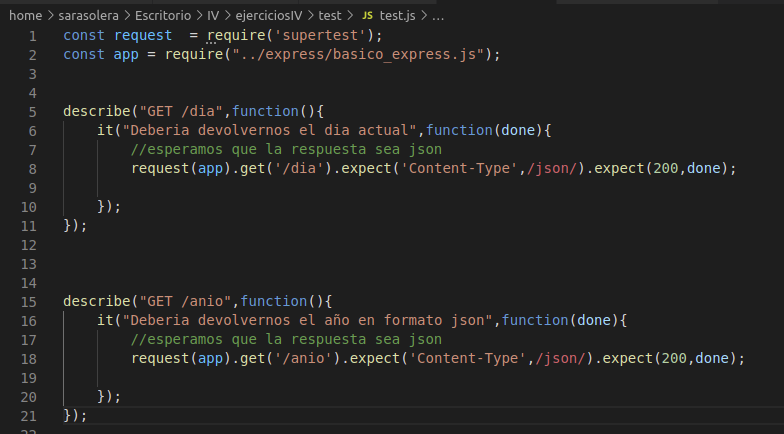 home > sarasolera > Escritorio > IV > ejerciciosIV > test > JS test.js > ...
1 const request  = require('supertest');
2 const app = require("../express/basico_express.js");
3
4
5 describe("GET /dia",function(){
6     it("Deberia devolvernos el dia actual",function(done){
7         //esperamos que la respuesta sea json
8         request(app).get('/dia').expect('Content-Type',/json/).expect(200,done);
9
10     });
11 });
12
13
14
15 describe("GET /anio",function(){
16     it("Deberia devolvernos el año en formato json",function(done){
17         //esperamos que la respuesta sea json
18         request(app).get('/anio').expect('Content-Type',/json/).expect(200,done);
19
20     });
21 });
22